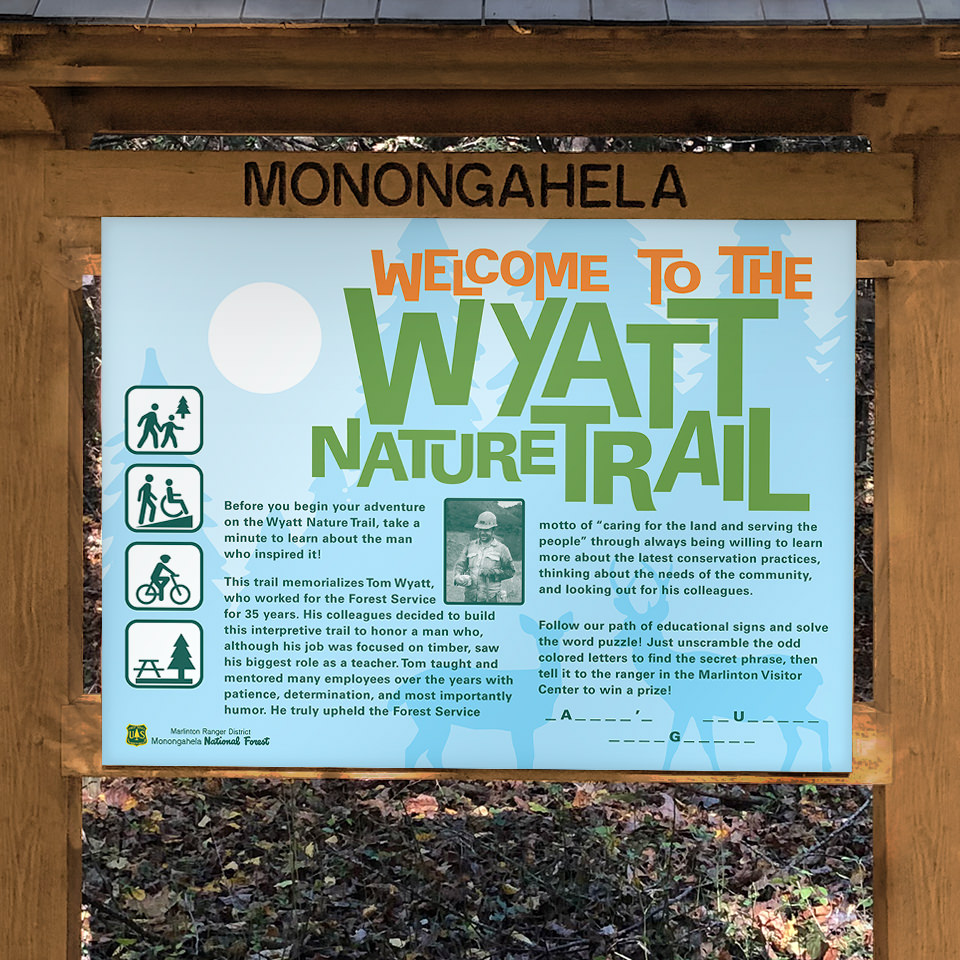 MONONGAHELA
WELCOME TO THE
WYATT
NATURE TRAIL
Before you begin your adventure
on the Wyatt Nature Trail, take a
minute to learn about the man
who inspired it!
This trail memorializes Tom Wyatt,
who worked for the Forest Service
for 35 years. His colleagues decided to build
this interpretive trail to honor a man who,
although his job was focused on timber, saw
his biggest role as a teacher. Tom taught and
mentored many employees over the years with
patience, determination, and most importantly
humor. He truly upheld the Forest Service
motto of “caring for the land and serving the
people” through always being willing to learn
more about the latest conservation practices,
thinking about the needs of the community,
and looking out for his colleagues.
Follow our path of educational signs and solve
the word puzzle! Just unscramble the odd
colored letters to find the secret phrase, then
tell it to the ranger in the Marlinton Visitor
Center to win a prize!
_A____’_ __U_____
____G_____
UAS
Marlinton Ranger District
Monongahela National Forest